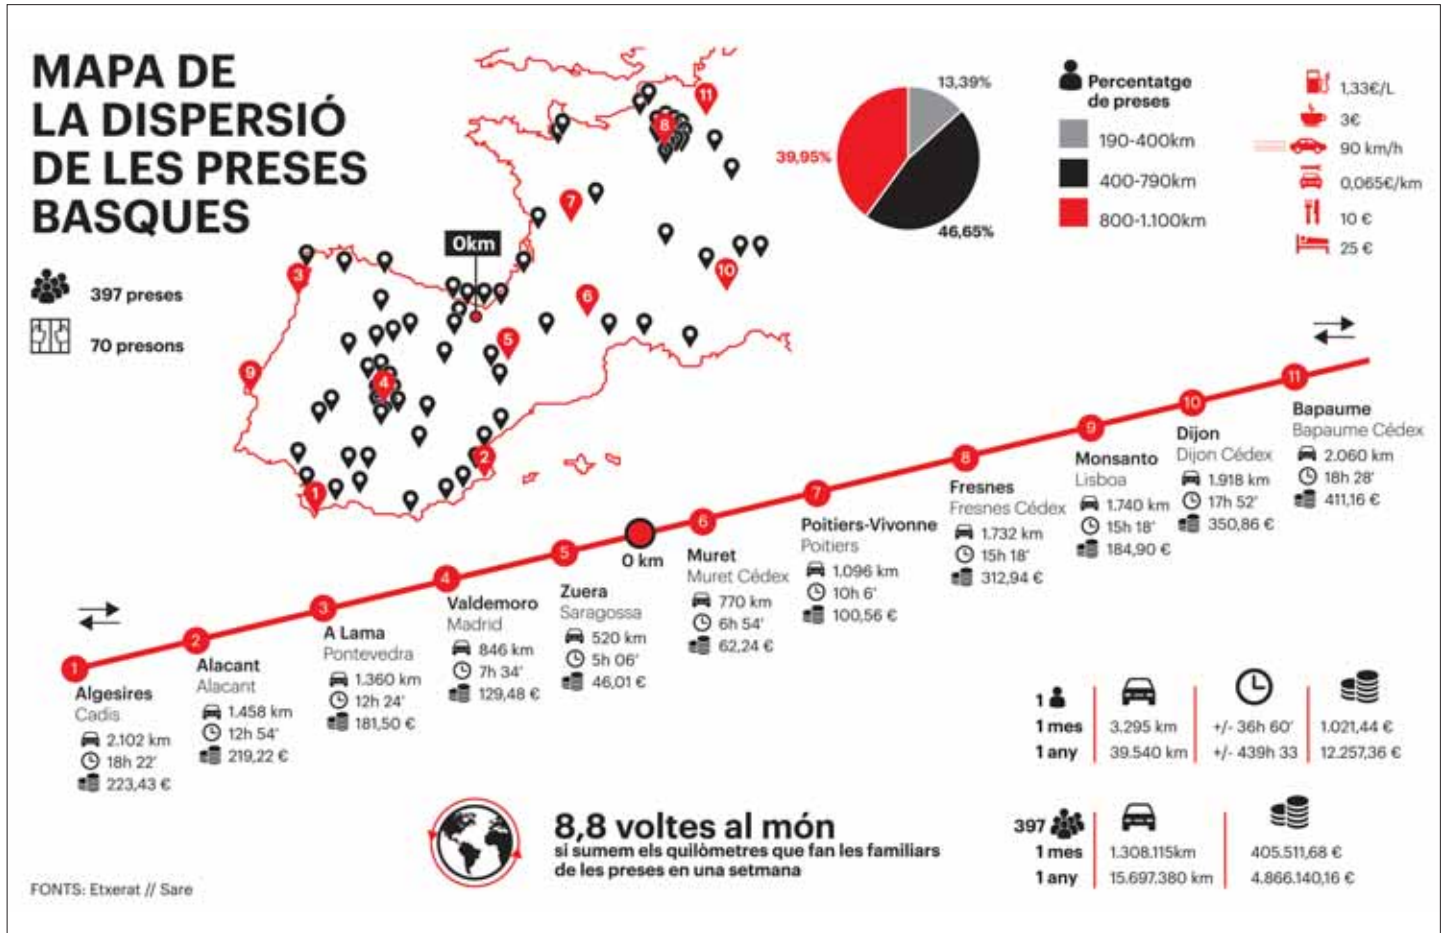 MAPA DE
LA DISPERSIÓ
DE LES PRESES
BASQUES
397 preses
70 presons
0km
1
2
3
4
5
6
7
8
9
10
11
13,39%
39,95%
46,65%
Percentatge
de preses
190-400km
400-790km
800-1.100km
1,33€/L
3€
90 km/h
0,065€/km
10 €
25 €
1
Algesires
Cadis
2.102 km
18h 22'
223,43 €
2
Alacant
Alacant
1.458 km
12h 54'
219,22 €
3
A Lama
Pontevedra
1.360 km
12h 24'
181,50 €
4
Valdemoro
Madrid
846 km
7h 34'
129,48 €
5
Zuera
Saragossa
520 km
5h 06'
46,01 €
0 km
6
Muret
Muret Cédex
770 km
6h 54'
62,24 €
7
Poitiers-Vivonne
Poitiers
1.096 km
10h 6'
100,56 €
8
Fresnes
Fresnes Cédex
1.732 km
15h 18'
312,94 €
9
Monsanto
Lisboa
1.740 km
15h 18'
184,90 €
10
Dijon
Dijon Cédex
1.918 km
17h 52'
350,86 €
11
Bapaume
Bapaume Cédex
2.060 km
18h 28'
411,16 €
1
1 mes 3.295 km +/- 36h 60' 1.021,44 €
1 any 39.540 km +/- 439h 33 12.257,36 €
397
1 mes 1.308.115km 405.511,68 €
1 any 15.697.380 km 4.866.140,16 €
8,8 voltes al món
si sumem els quilòmetres que fan les familiars
de les preses en una setmana
FONTS: Etxerat // Sare